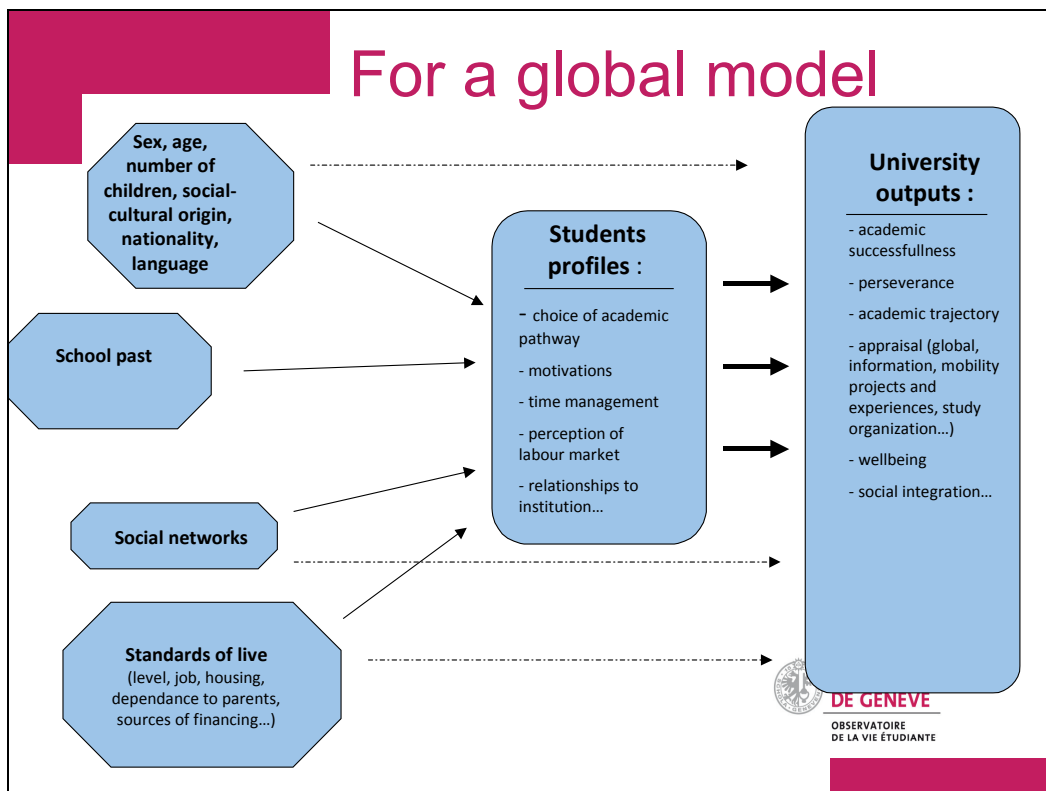 For a global model
Sex, age,
number of
children, social-
cultural origin,
nationality,
language
School past
Social networks
Standards of live
(level, job, housing,
dependance to parents,
sources of financing…)
Students
profiles :
- choice of academic
pathway
- motivations
- time management
- perception of
labour market
- relationships to
institution…
University
outputs :
- academic
successfullness
- perseverance
- academic trajectory
- appraisal (global,
information, mobility
projects and
experiences, study
organization…)
- wellbeing
- social integration…
DE GENÈVE
OBSERVATOIRE
DE LA VIE ÉTUDIANTE